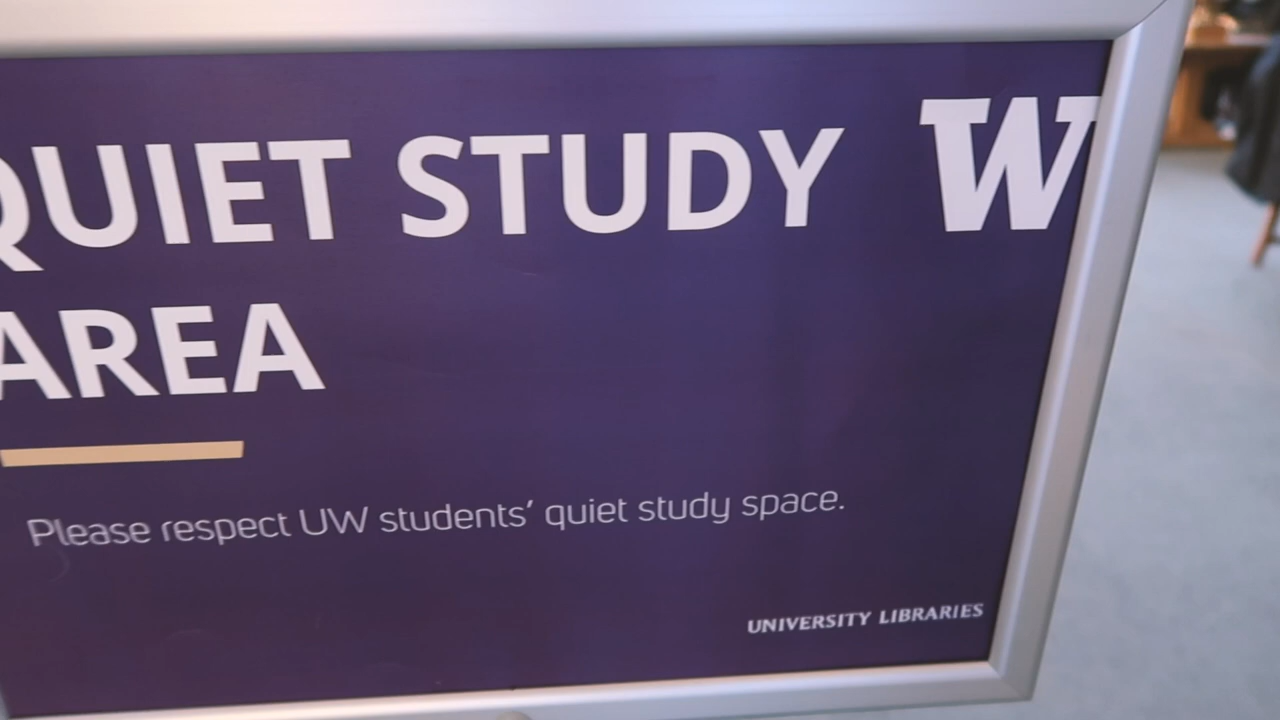 QUIET STUDY W
AREA
Please respect UW students' quiet study space.
UNIVERSITY LIBRARIES